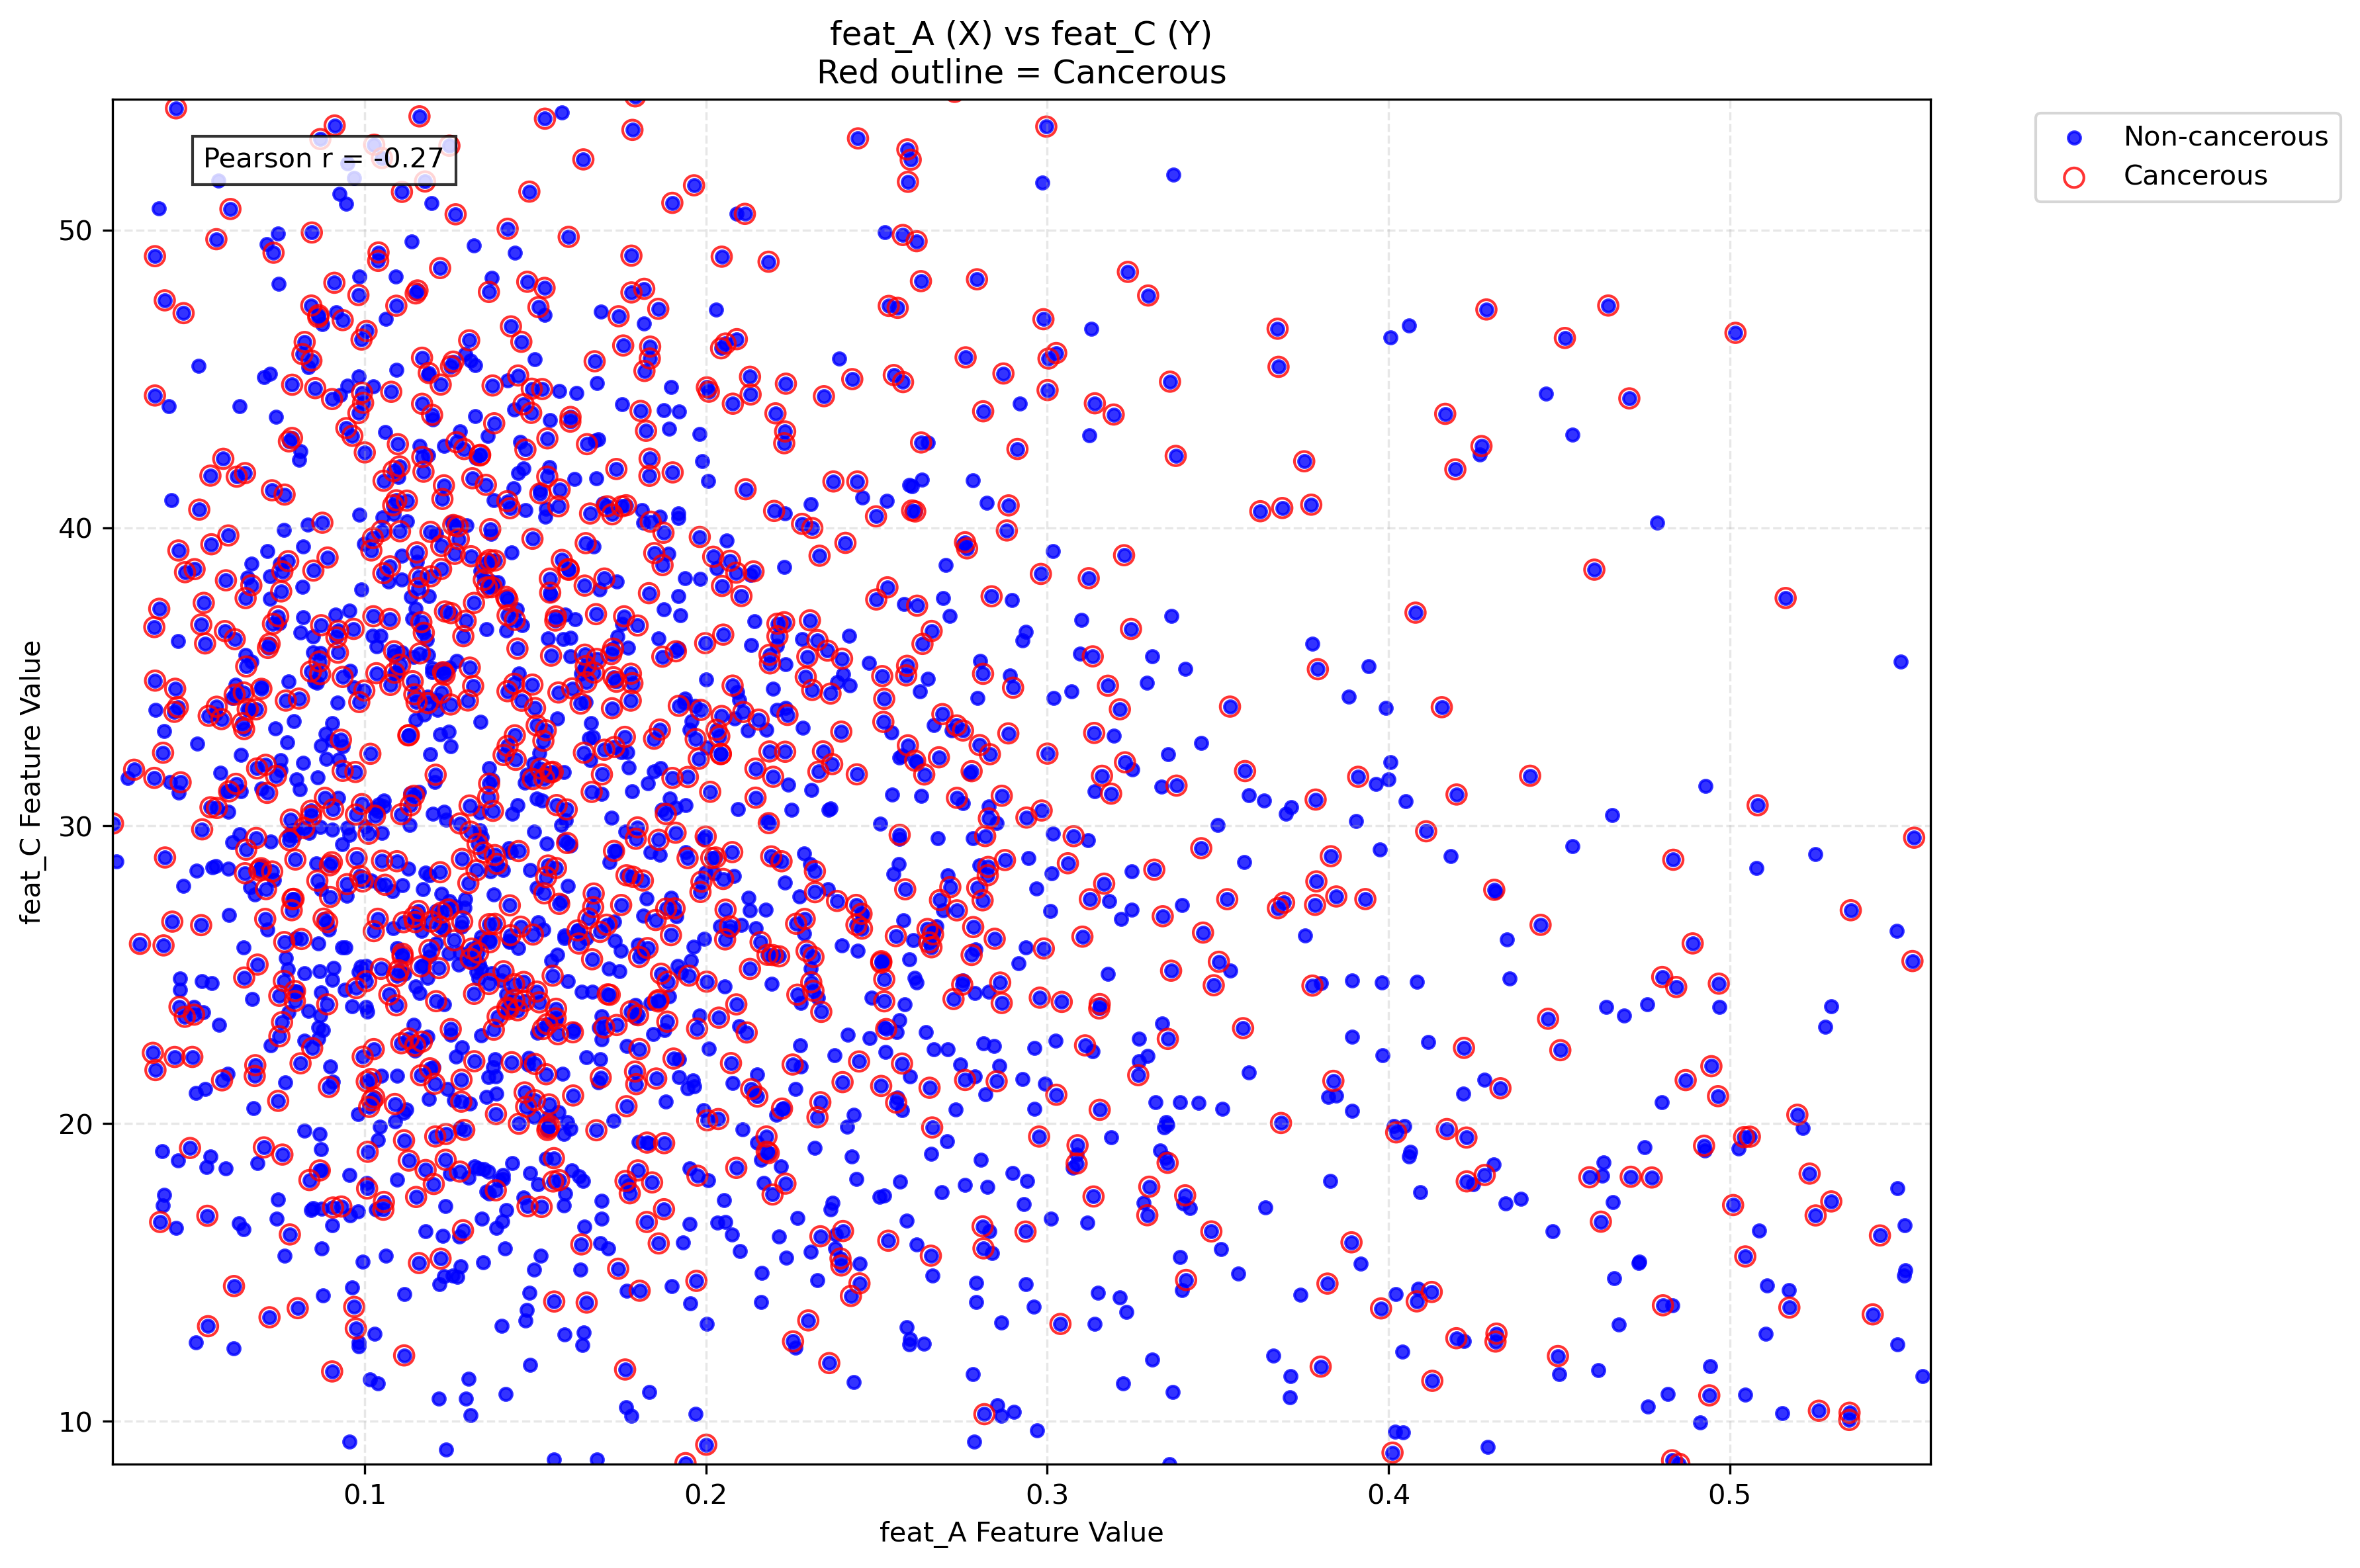 feat_A (X) vs feat_C (Y)
Red outline = Cancerous
Pearson r = -0.27
Non-cancerous
Cancerous
feat_C Feature Value
50
40
30
20
10
0.1
0.2
0.3
0.4
0.5
feat_A Feature Value